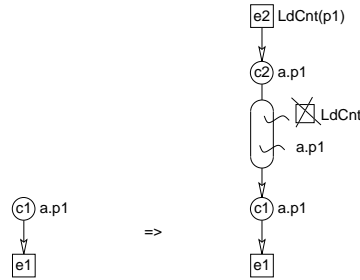 e2 LdCnt(p1)
c2 a.p1
LdCnt
a.p1
c1 a.p1 => c1 a.p1
e1 e1